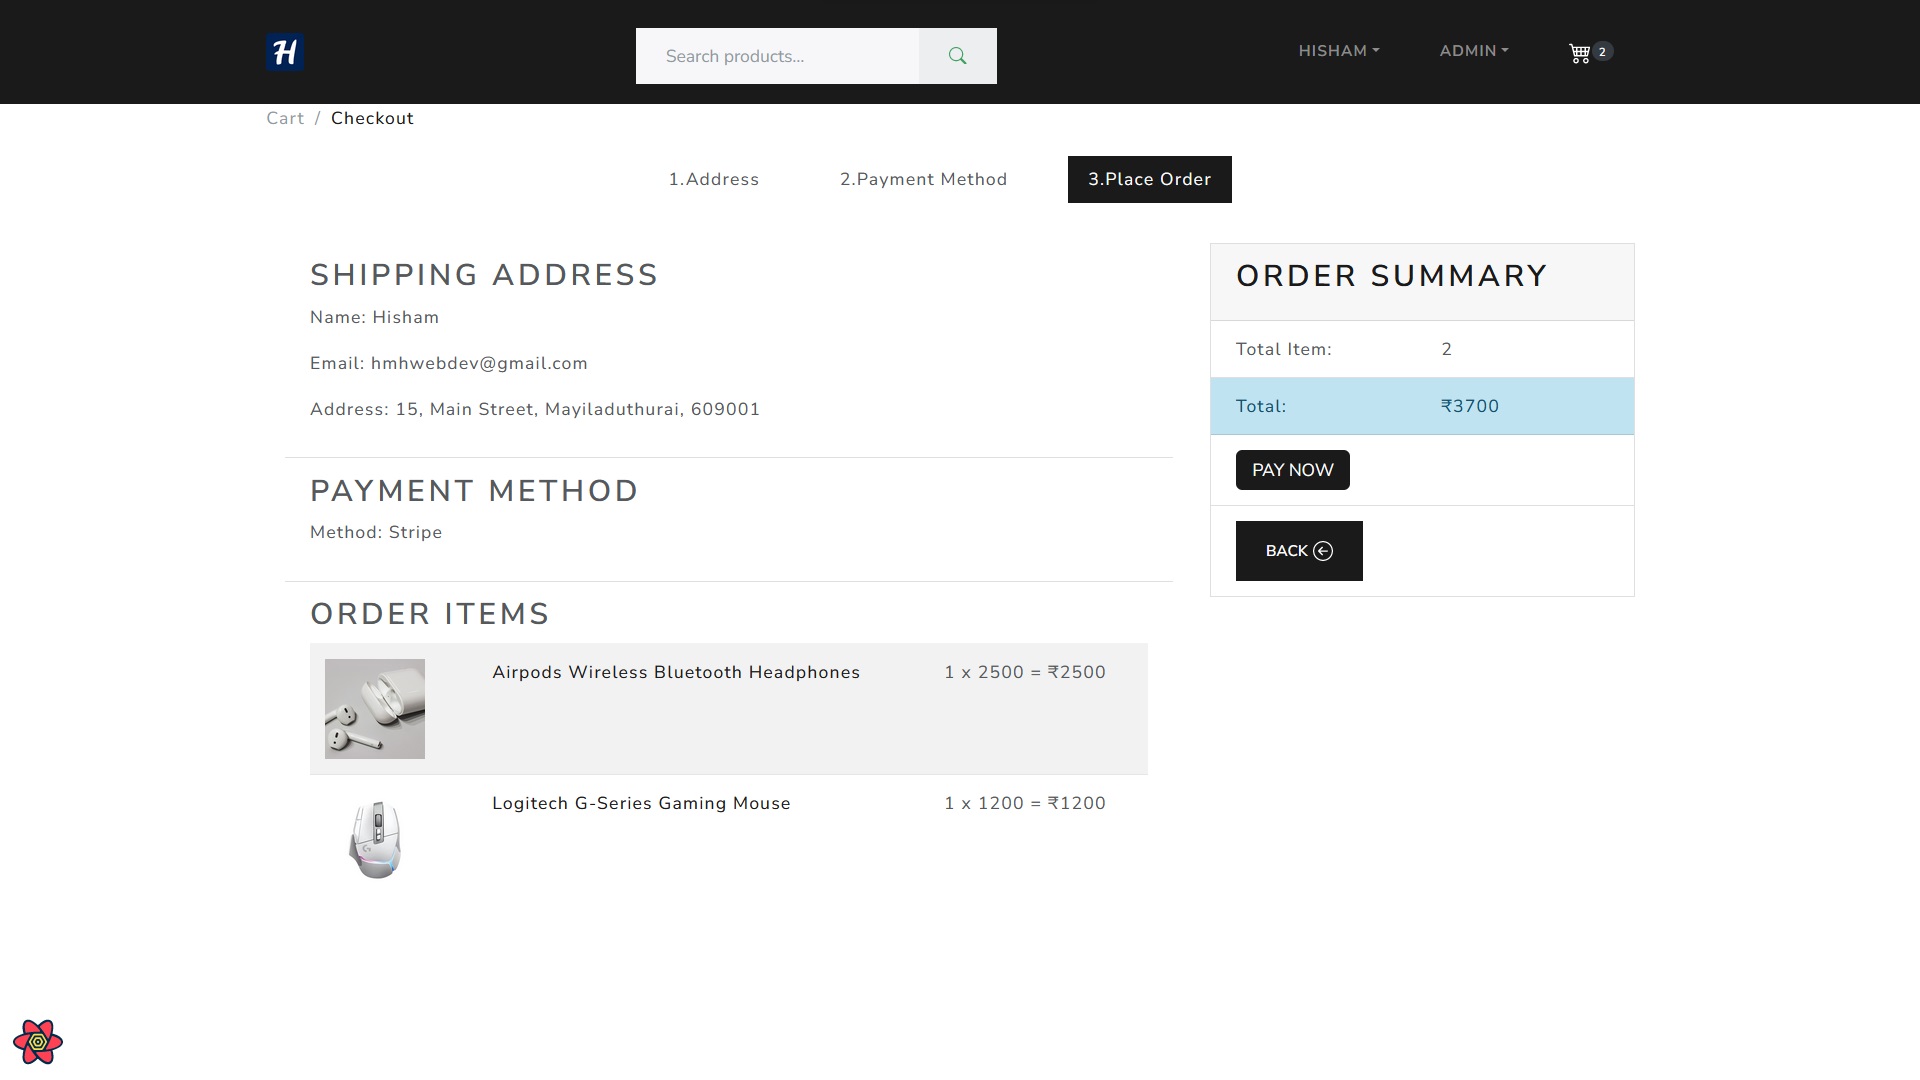 H
Search products...
HISHAM
ADMIN
2
Cart / Checkout
1.Address
2.Payment Method
3.Place Order
SHIPPING ADDRESS
Name: Hisham
Email: hmhwebdev@gmail.com
Address: 15, Main Street, Mayiladuthurai, 609001
PAYMENT METHOD
Method: Stripe
ORDER ITEMS
Airpods Wireless Bluetooth Headphones 1 x 2500 = ₹2500
Logitech G-Series Gaming Mouse 1 x 1200 = ₹1200
ORDER SUMMARY
Total Item: 2
Total: ₹3700
PAY NOW
BACK